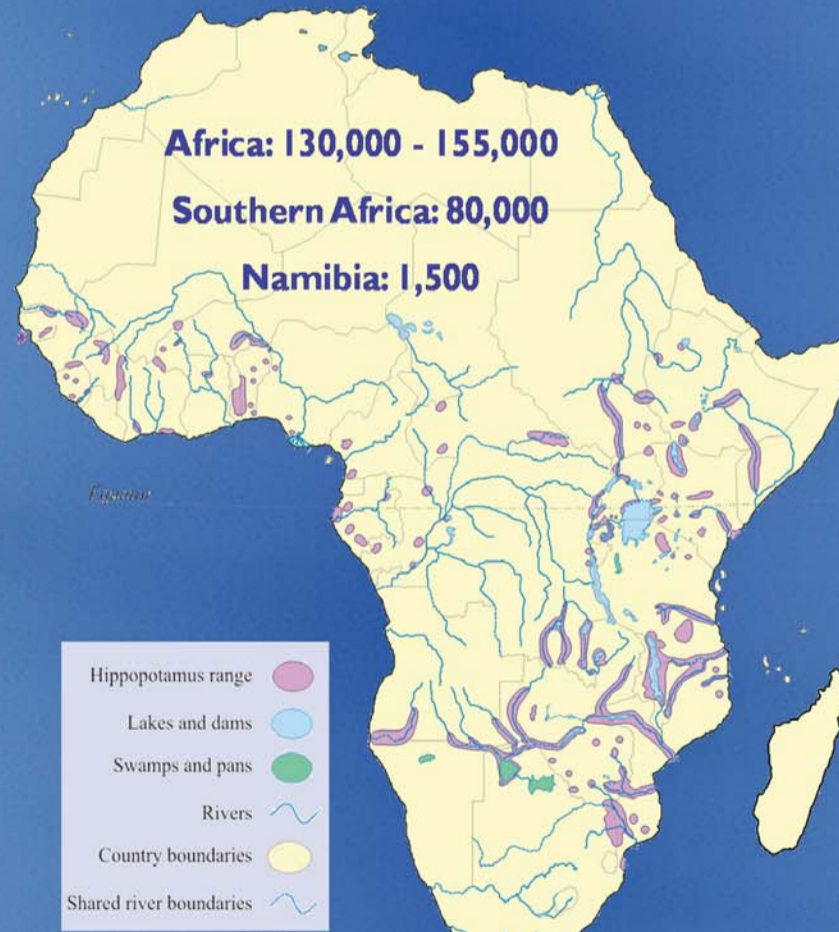 Africa: 130,000 - 155,000
Southern Africa: 80,000
Namibia: 1,500
Equator
Hippopotamus range
Lakes and dams
Swamps and pans
Rivers
Country boundaries
Shared river boundaries